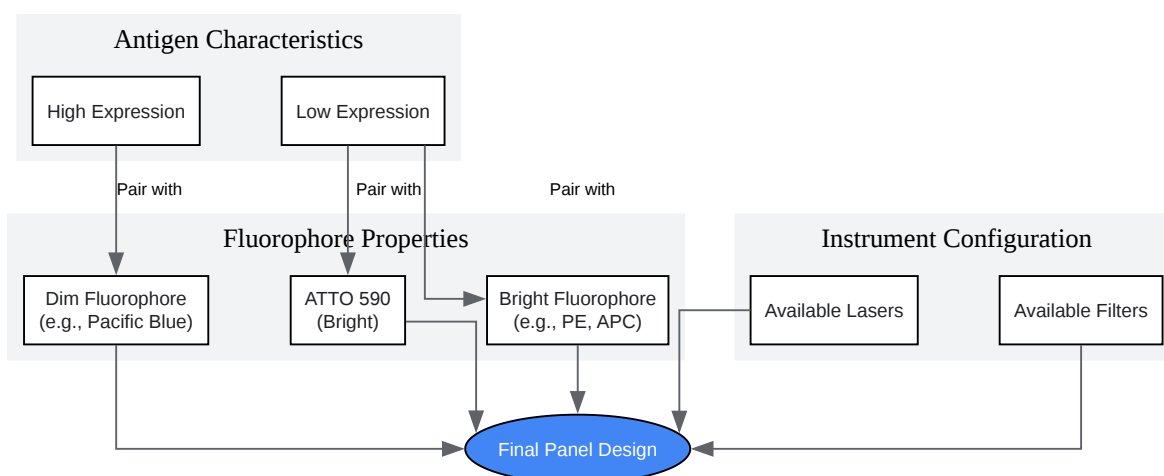 Antigen Characteristics
High Expression
Low Expression
Pair with
Pair with
Pair with
Fluorophore Properties
Instrument Configuration
Dim Fluorophore
(e.g., Pacific Blue)
ATTO 590
(Bright)
Bright Fluorophore
(e.g., PE, APC)
Available Lasers
Available Filters
Final Panel Design